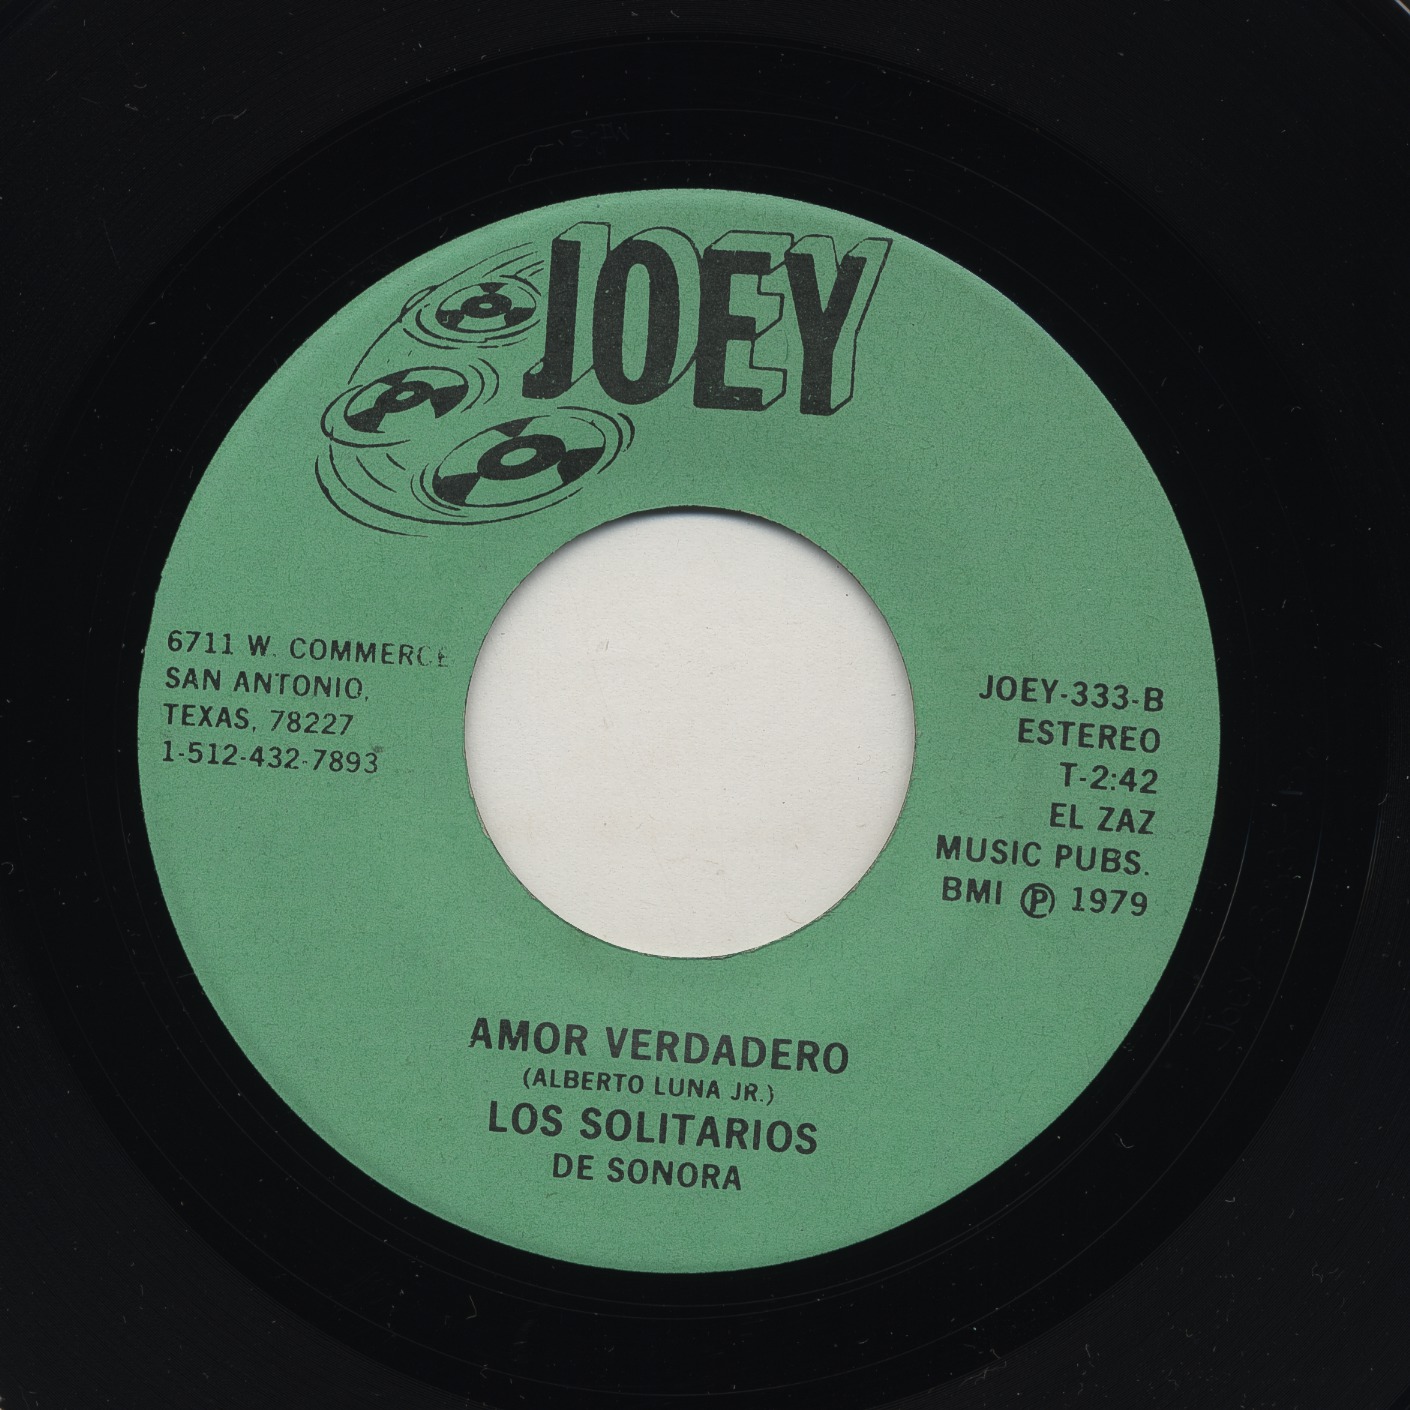 JOEY
6711 W. COMMERCE
SAN ANTONIO,
TEXAS, 78227
1-512-432-7893
JOEY-333-B
ESTEREO
T-2:42
EL ZAZ
MUSIC PUBS.
BMI ℗ 1979
AMOR VERDADERO
(ALBERTO LUNA JR.)
LOS SOLITARIOS
DE SONORA